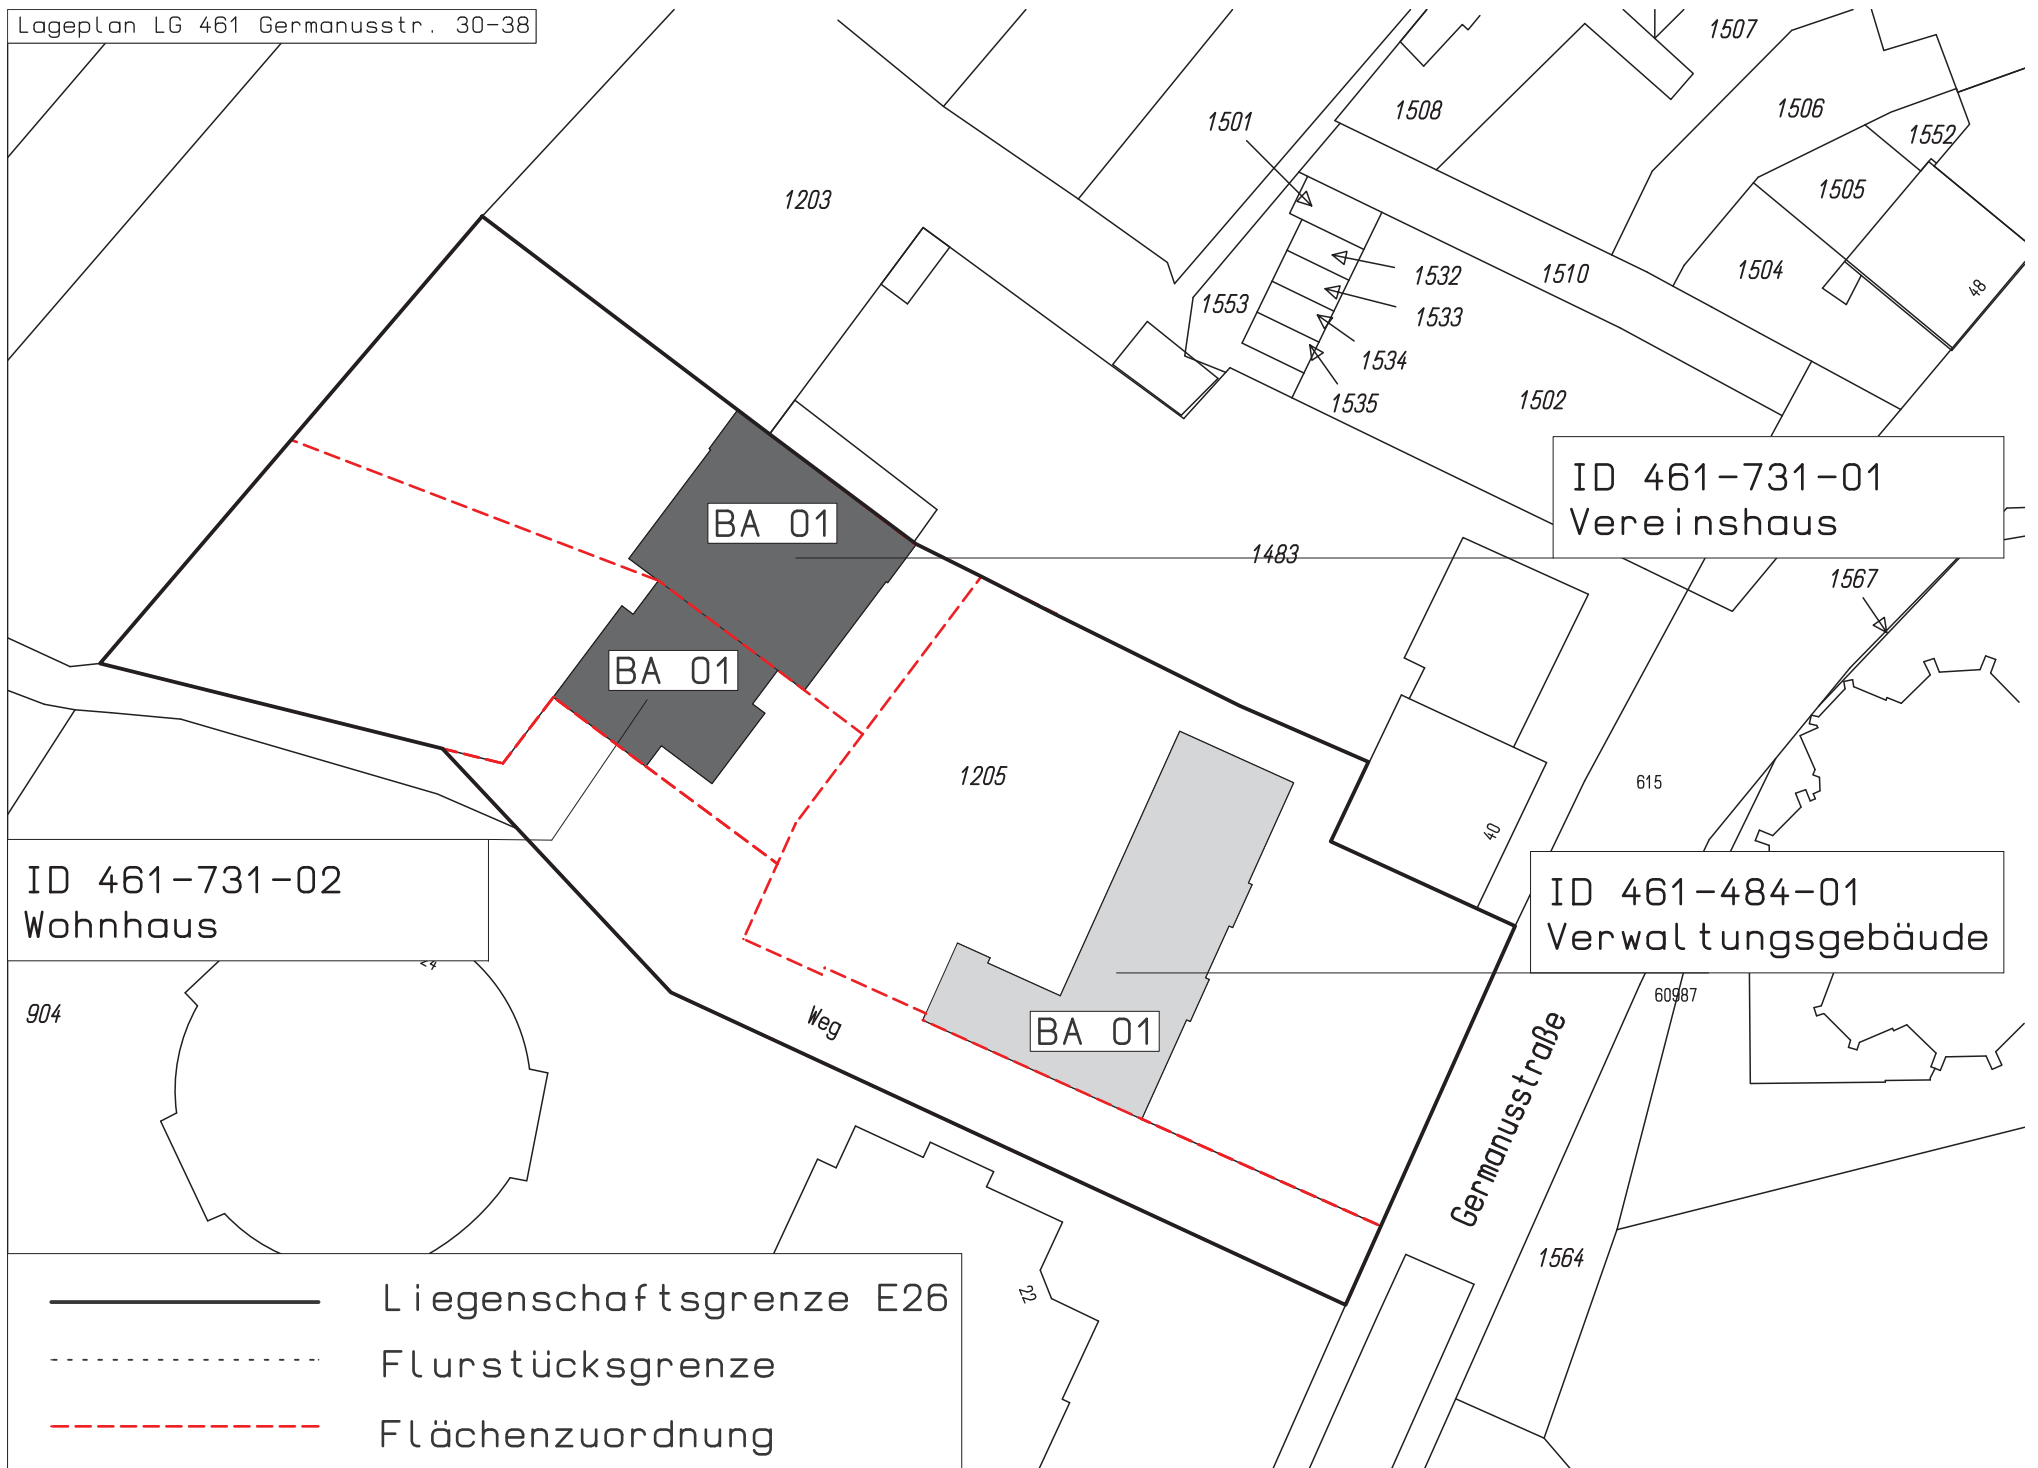 Lageplan LG 461 Germanusstr. 30-38
1507
1508
1506
1501
1552
1505
1203
1504
1510
1532
48
1553
1533
1534
1535
1502
ID 461-731-01
Vereinshaus
BA 01
1483
1567
BA 01
1205
615
40
ID 461-731-02
Wohnhaus
ID 461-484-01
Verwaltungsgebäude
60987
904
Weg
BA 01
Germanusstraße
1564
22
Liegenschaftsgrenze E26
Flurstücksgrenze
Flächenzuordnung